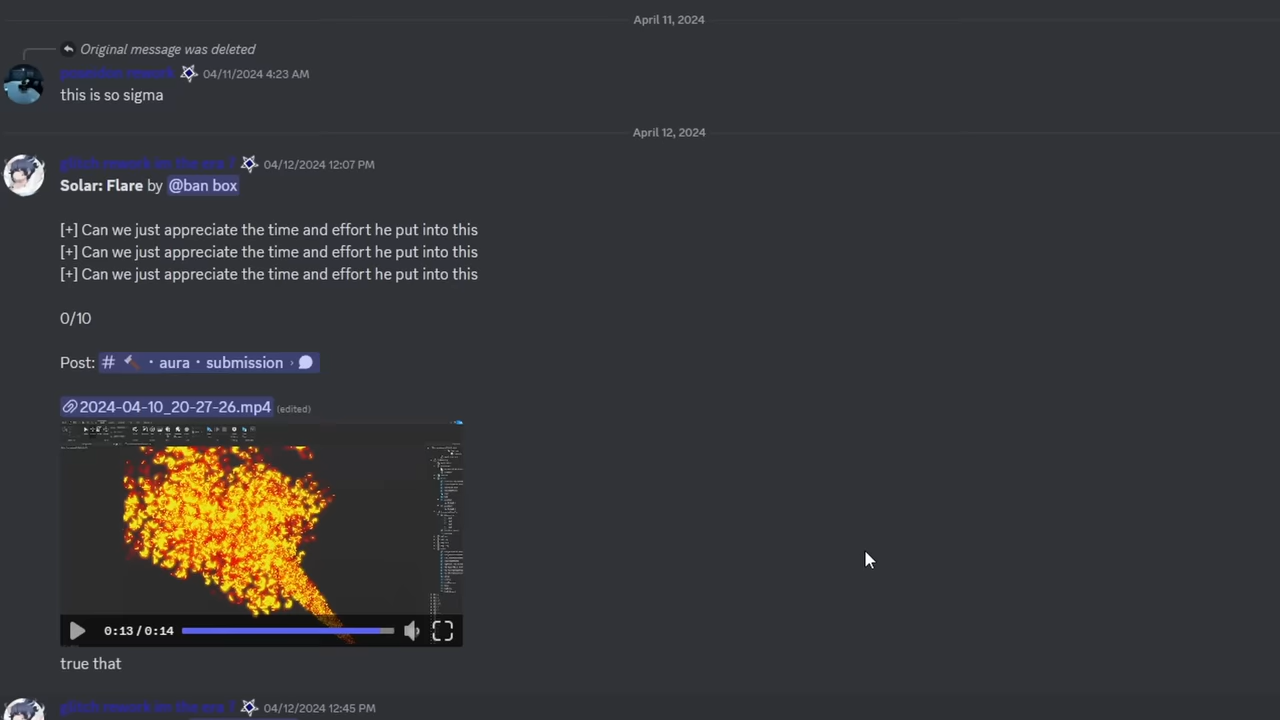 April 11, 2024
Original message was deleted
04/11/2024 4:23 AM
this is so sigma
April 12, 2024
04/12/2024 12:07 PM
Solar: Flare by @ban box
[+] Can we just appreciate the time and effort he put into this
[+] Can we just appreciate the time and effort he put into this
[+] Can we just appreciate the time and effort he put into this
0/10
Post: # 🔨・aura・submission ›
2024-04-10_20-27-26.mp4 (edited)
0:13 / 0:14
true that
04/12/2024 12:45 PM